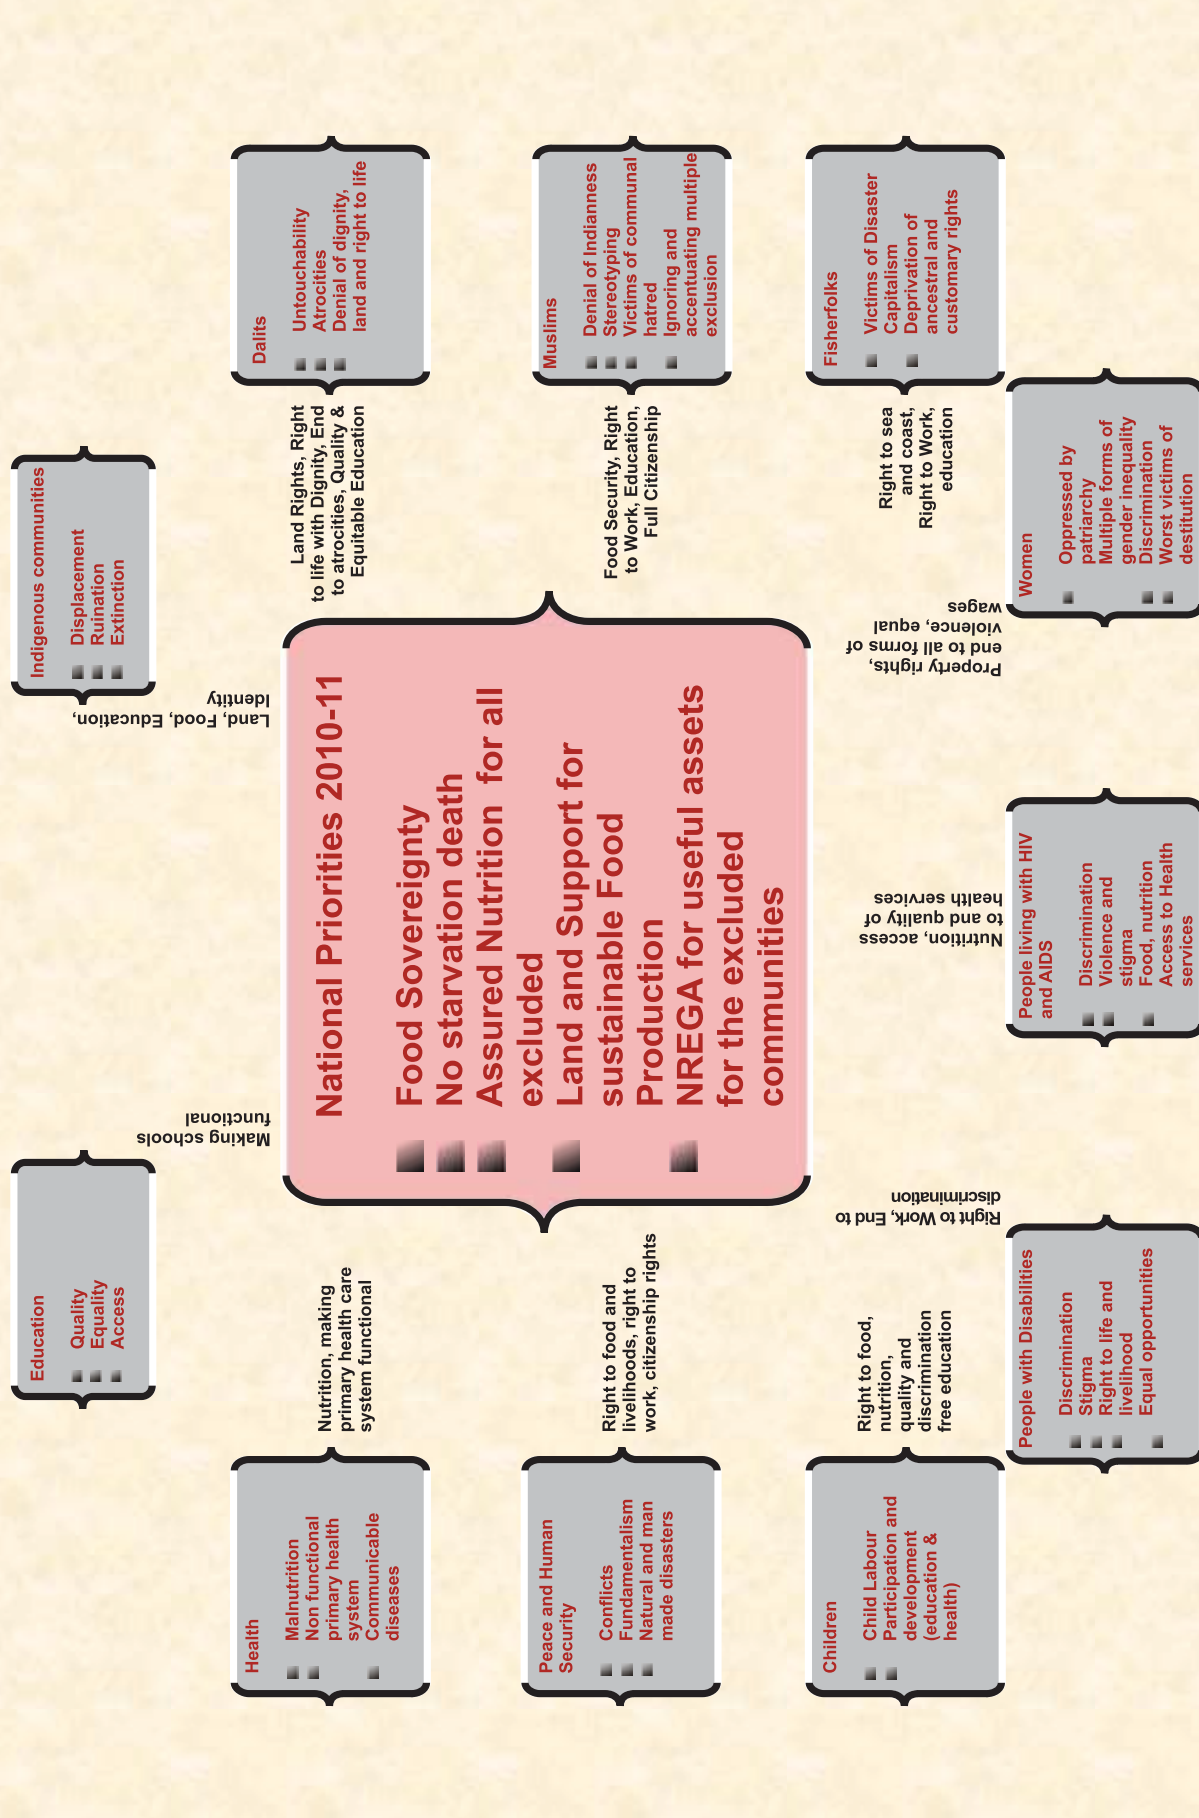 Education
Quality
Equality
Access
Making schools
functional
Indigenous communities
Displacement
Ruination
Extinction
Land, Food, Education,
Identity
Health
Malnutrition
Non functional
primary health
system
Communicable
diseases
Nutrition, making
primary health care
system functional
Land Rights, Right
to life with Dignity, End
to atrocities, Quality &
Equitable Education
Dalits
Untouchability
Atrocities
Denial of dignity,
land and right to life
National Priorities 2010-11
Food Sovereignty
No starvation death
Assured Nutrition for all
excluded
Land and Support for
sustainable Food
Production
NREGA for useful assets
for the excluded
communities
Peace and Human
Security
Conflicts
Fundamentalism
Natural and man
made disasters
Right to food and
livelihoods, right to
work, citizenship rights
Food Security, Right
to Work, Education,
Full Citizenship
Muslims
Denial of Indianness
Stereotyping
Victims of communal
hatred
Ignoring and
accentuating multiple
exclusion
Children
Child Labour
Participation and
development
(education &
health)
Right to food,
nutrition,
quality and
discrimination
free education
Right to sea
and coast,
Right to Work,
education
Fisherfolks
Victims of Disaster
Capitalism
Deprivation of
ancestral and
customary rights
Right to Work, End to
discrimination
People with Disabilities
Discrimination
Stigma
Right to life and
livelihood
Equal opportunities
Nutrition, access
to and quality of
health services
People living with HIV
and AIDS
Discrimination
Violence and
stigma
Food, nutrition
Access to Health
services
Property rights,
end to all forms of
violence, equal
wages
Women
Oppressed by
patriarchy
Multiple forms of
gender inequality
Discrimination
Worst victims of
destitution